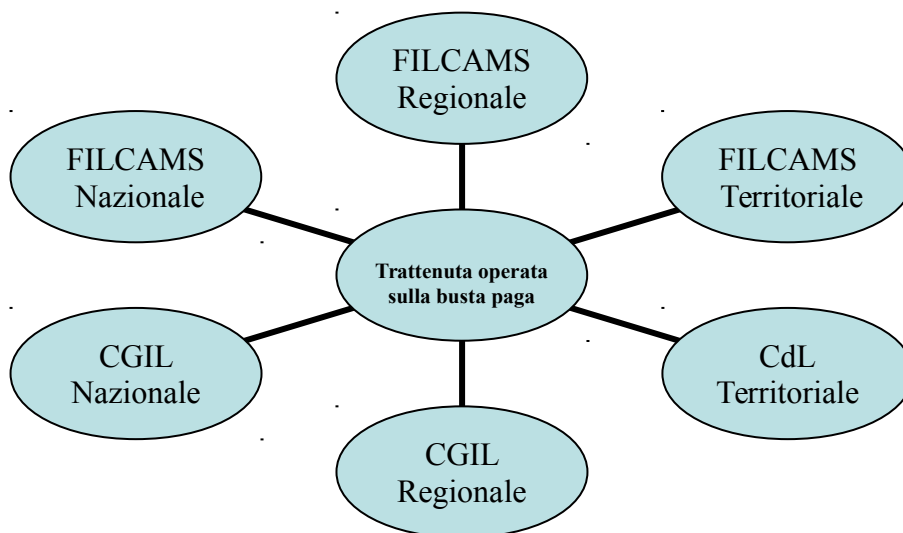 FILCAMS
Regionale
FILCAMS
Nazionale
FILCAMS
Territoriale
Trattenuta operata
sulla busta paga
CGIL
Nazionale
CdL
Territoriale
CGIL
Regionale